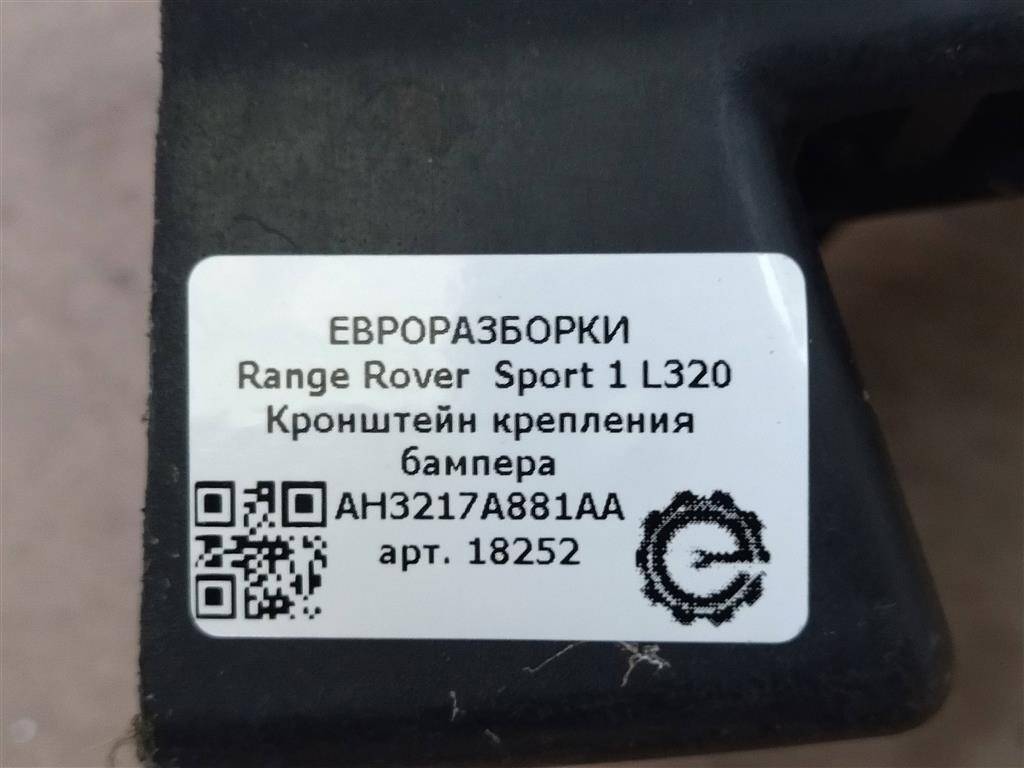 ЕВРОРАЗБОРКИ
Range Rover Sport 1 L320
Кронштейн крепления
бампера
AH3217A881AA
арт. 18252